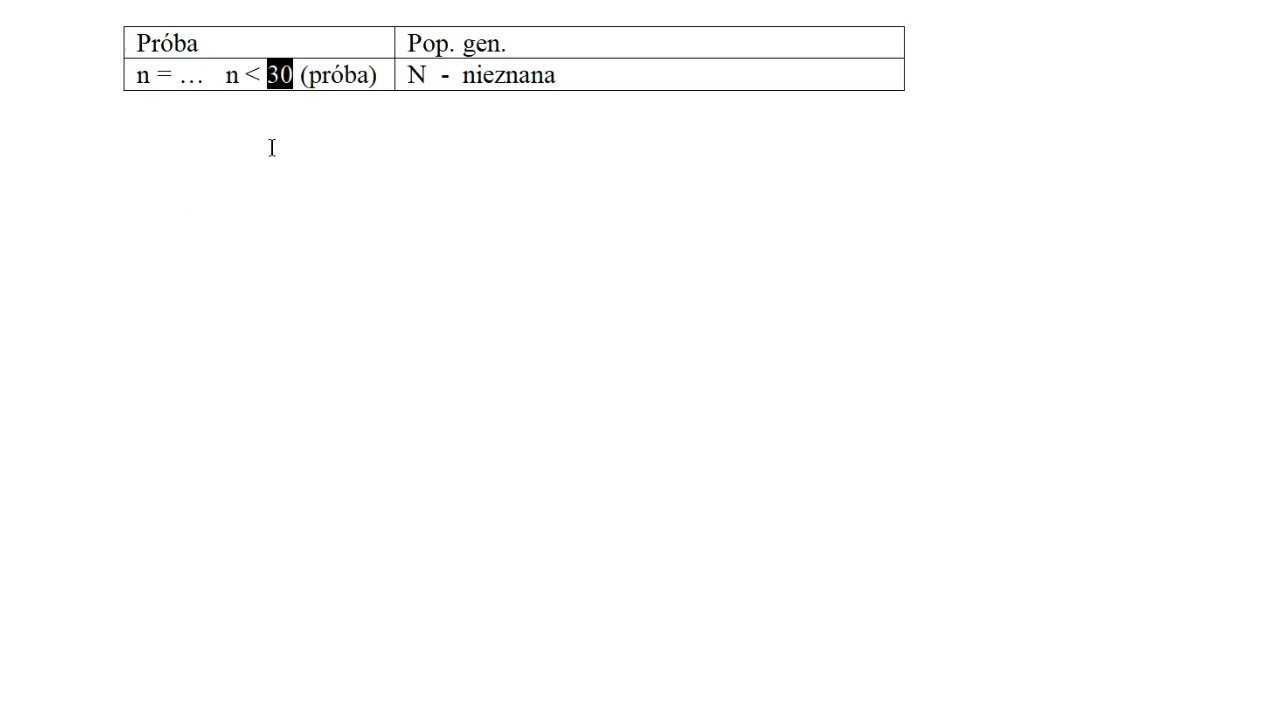 Próba Pop. gen.
n = … n < 30 (próba) N - nieznana